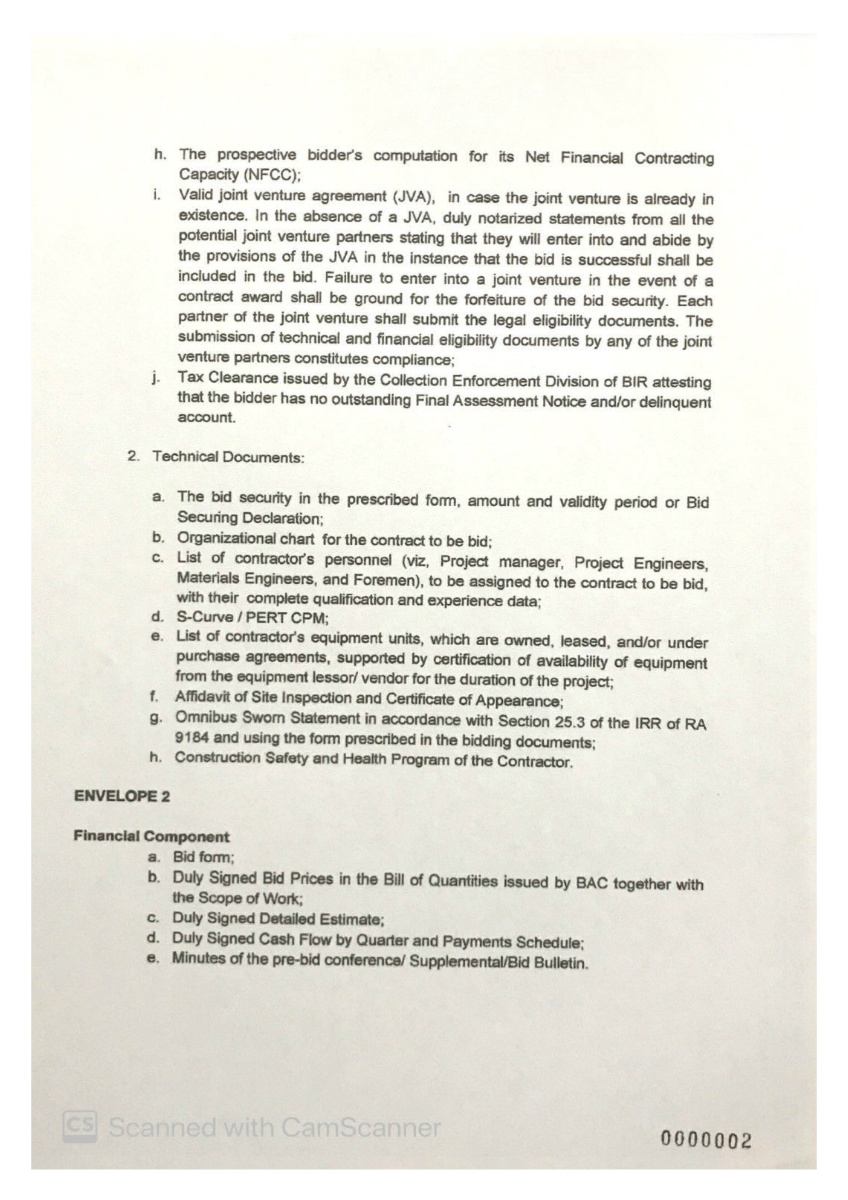 h. The prospective bidder's computation for its Net Financial Contracting
Capacity (NFCC);
i. Valid joint venture agreement (JVA), in case the joint venture is already in
existence. In the absence of a JVA, duly notarized statements from all the
potential joint venture partners stating that they will enter into and abide by
the provisions of the JVA in the instance that the bid is successful shall be
included in the bid. Failure to enter into a joint venture in the event of a
contract award shall be ground for the forfeiture of the bid security. Each
partner of the joint venture shall submit the legal eligibility documents. The
submission of technical and financial eligibility documents by any of the joint
venture partners constitutes compliance;
j. Tax Clearance issued by the Collection Enforcement Division of BIR attesting
that the bidder has no outstanding Final Assessment Notice and/or delinquent
account.
2. Technical Documents:
a. The bid security in the prescribed form, amount and validity period or Bid
Securing Declaration;
b. Organizational chart for the contract to be bid;
c. List of contractor's personnel (viz, Project manager, Project Engineers,
Materials Engineers, and Foremen), to be assigned to the contract to be bid,
with their complete qualification and experience data;
d. S-Curve / PERT CPM;
e. List of contractor's equipment units, which are owned, leased, and/or under
purchase agreements, supported by certification of availability of equipment
from the equipment lessor/ vendor for the duration of the project;
f. Affidavit of Site Inspection and Certificate of Appearance;
g. Omnibus Sworn Statement in accordance with Section 25.3 of the IRR of RA
9184 and using the form prescribed in the bidding documents;
h. Construction Safety and Health Program of the Contractor.
ENVELOPE 2
Financial Component
a. Bid form;
b. Duly Signed Bid Prices in the Bill of Quantities issued by BAC together with
the Scope of Work;
c. Duly Signed Detailed Estimate;
d. Duly Signed Cash Flow by Quarter and Payments Schedule;
e. Minutes of the pre-bid conference/ Supplemental/Bid Bulletin.
CS Scanned with CamScanner
0000002